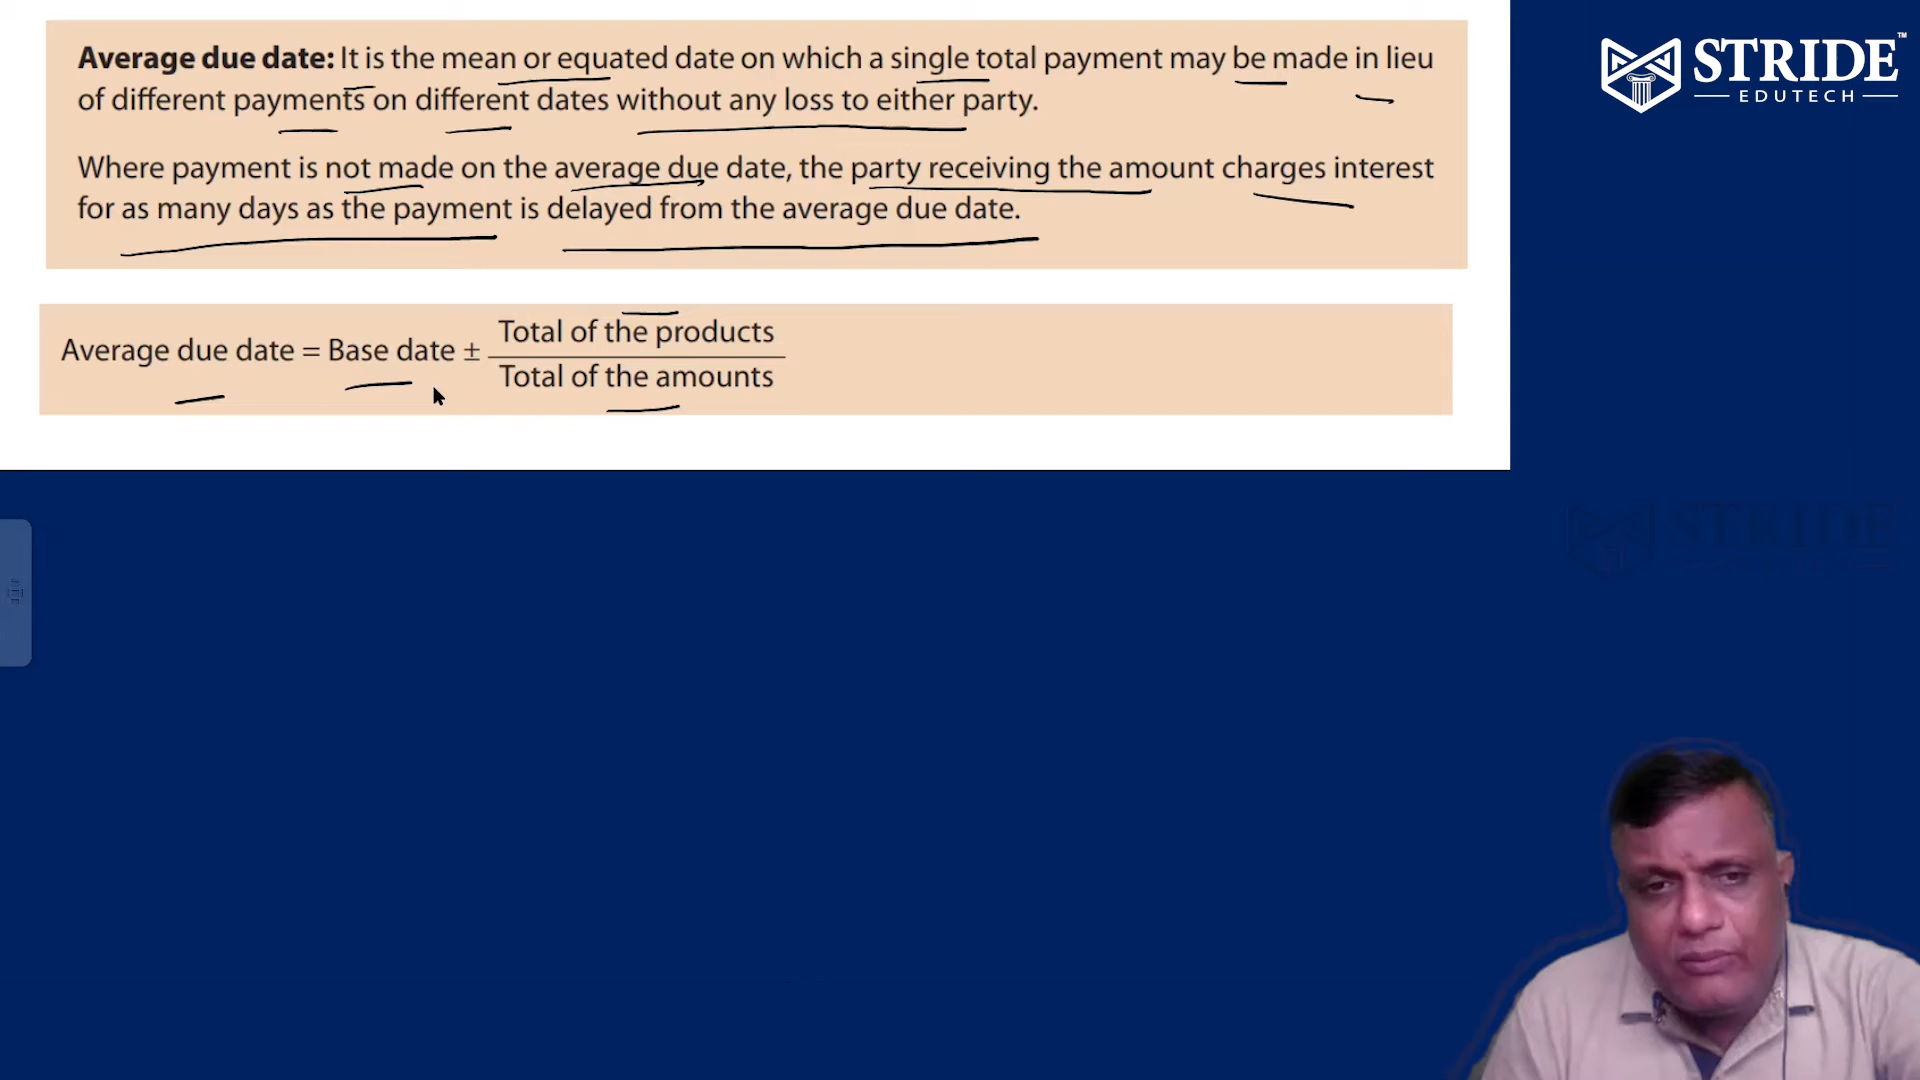 Average due date: It is the mean or equated date on which a single total payment may be made in lieu
of different payments on different dates without any loss to either party.
Where payment is not made on the average due date, the party receiving the amount charges interest
for as many days as the payment is delayed from the average due date.
Average due date = Base date ± Total of the products
Total of the amounts
STRIDE™
EDUTECH
STRIDE